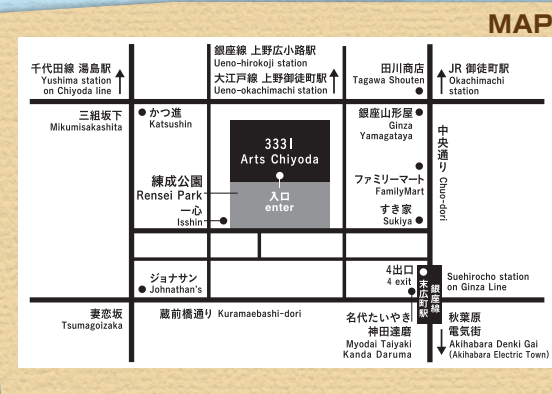 MAP
千代田線 湯島駅
Yushima station
on Chiyoda line
銀座線 上野広小路駅
Ueno-hirokoji station
大江戸線 上野御徒町駅
Ueno-okachimachi station
田川商店
Tagawa Shouten
JR 御徒町駅
Okachimachi
station
三組坂下
Mikumisakashita
かつ進
Katsushin
3331
Arts Chiyoda
銀座山形屋
Ginza
Yamagataya
中央通り Chuo-dori
練成公園
Rensei Park
入口
enter
ファミリーマート
FamilyMart
一心
Isshin
すき家
Sukiya
ジョナサン
Johnathan's
4出口
4 exit
末広町駅
銀座線
Suehirocho station
on Ginza Line
妻恋坂
Tsumagoizaka
蔵前橋通り Kuramaebashi-dori
名代たいやき
神田達磨
Myodai Taiyaki
Kanda Daruma
秋葉原
電気街
Akihabara Denki Gai
(Akihabara Electric Town)